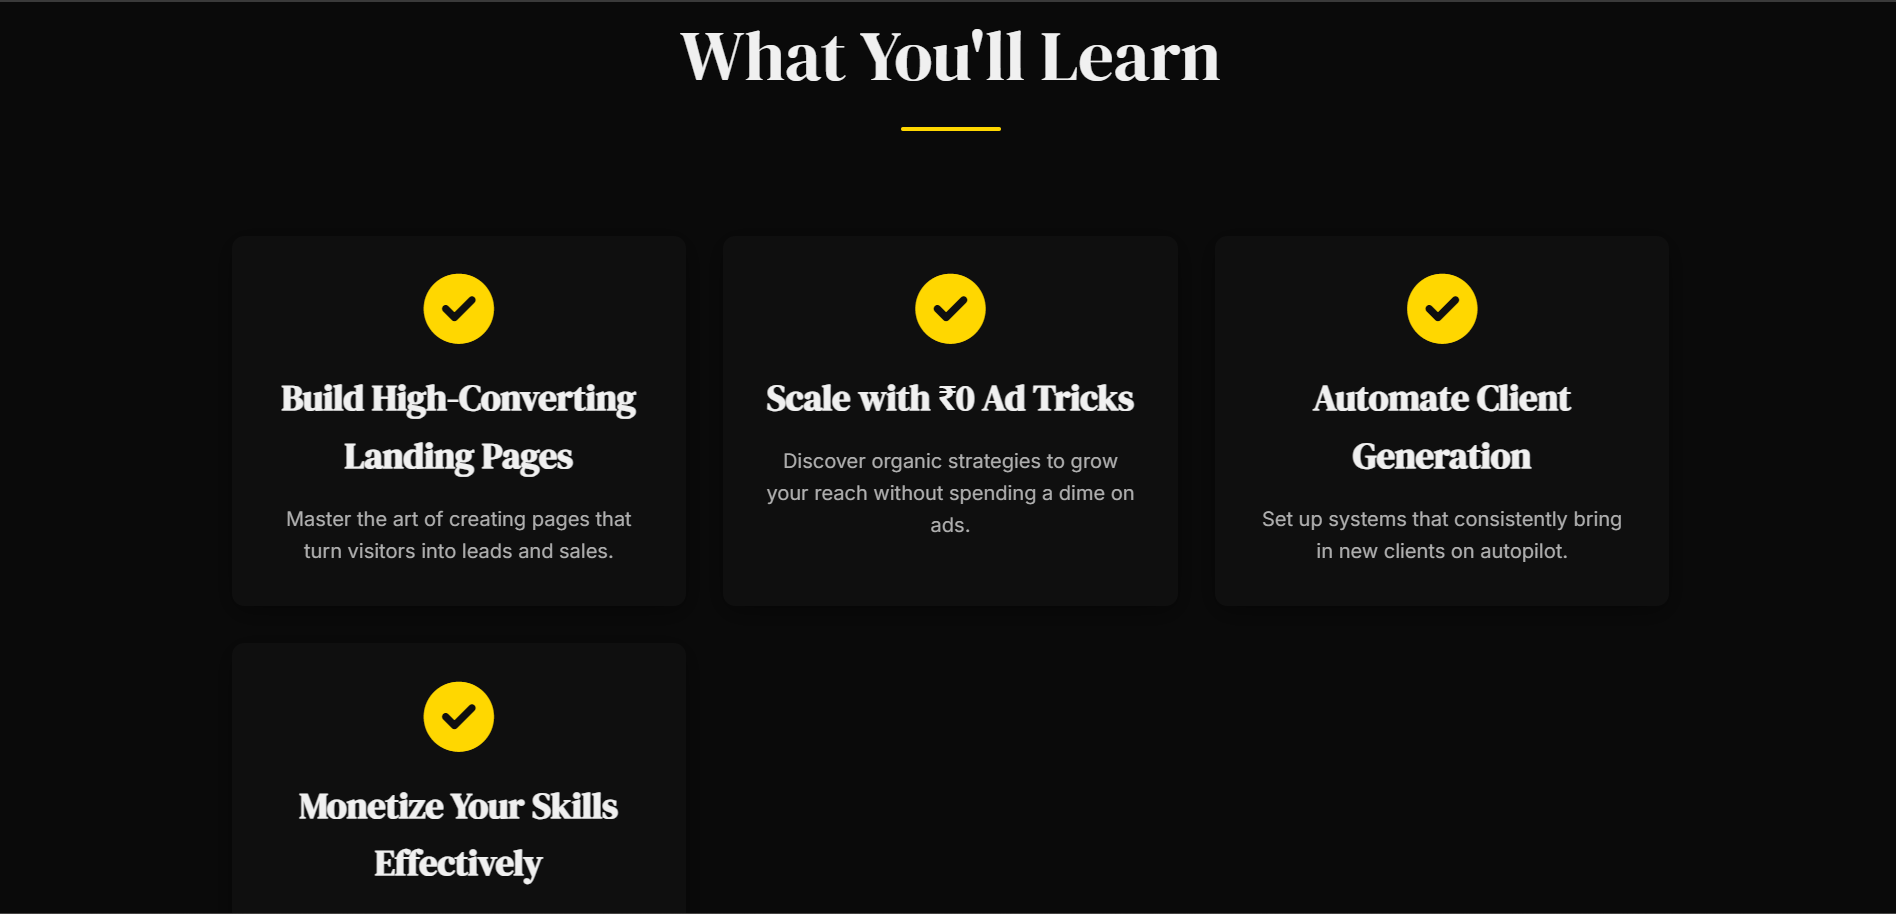 What You'll Learn
Build High-Converting
Landing Pages
Master the art of creating pages that
turn visitors into leads and sales.
Scale with ₹0 Ad Tricks
Discover organic strategies to grow
your reach without spending a dime on
ads.
Automate Client
Generation
Set up systems that consistently bring
in new clients on autopilot.
Monetize Your Skills
Effectively